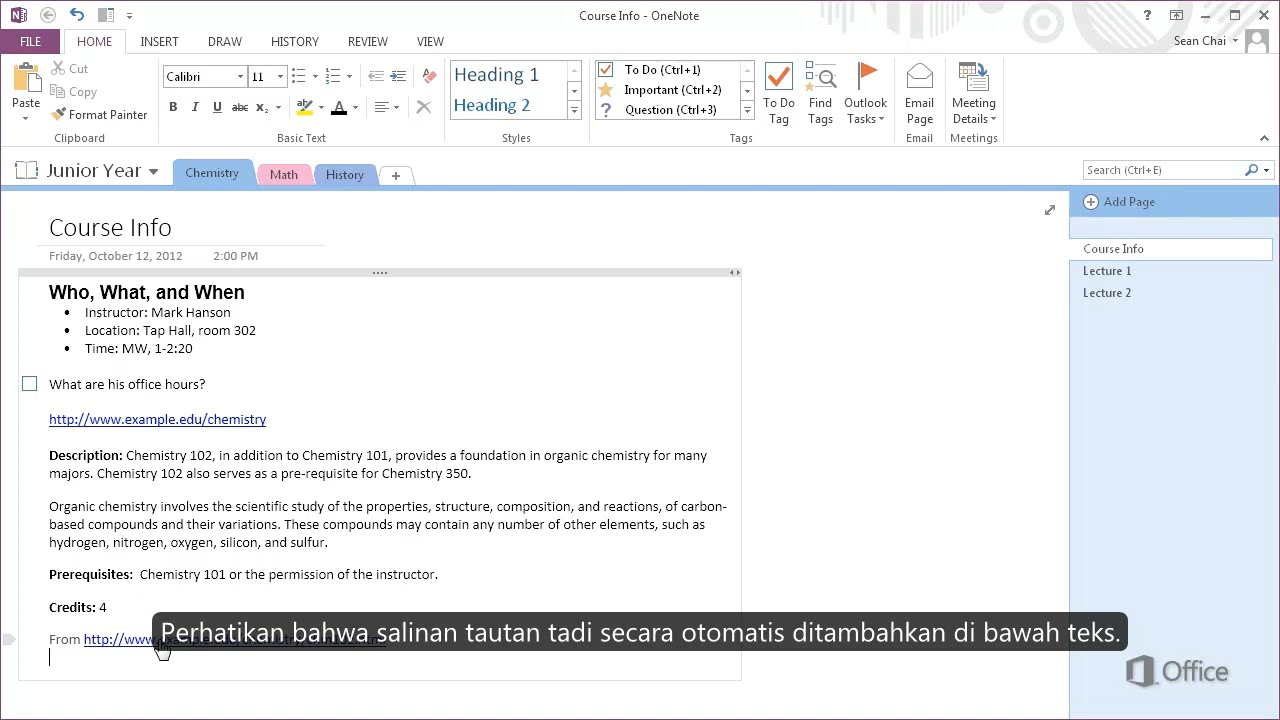 Course Info - OneNote
?
Sean Chai
FILE
HOME
INSERT
DRAW
HISTORY
REVIEW
VIEW
Paste
Cut
Copy
Format Painter
Clipboard
Calibri
11
B I U abc X₂
A
Basic Text
Heading 1
Heading 2
Styles
To Do (Ctrl+1)
Important (Ctrl+2)
? Question (Ctrl+3)
Tags
To Do Tag
Find Tags
Outlook Tasks
Email Page
Email
Meeting Details
Meetings
Junior Year
Chemistry
Math
History
+
Search (Ctrl+E)
Course Info
Friday, October 12, 2012 2:00 PM
Who, What, and When
• Instructor: Mark Hanson
• Location: Tap Hall, room 302
• Time: MW, 1-2:20
What are his office hours?
http://www.example.edu/chemistry
Description: Chemistry 102, in addition to Chemistry 101, provides a foundation in organic chemistry for many
majors. Chemistry 102 also serves as a pre-requisite for Chemistry 350.
Organic chemistry involves the scientific study of the properties, structure, composition, and reactions, of carbon-
based compounds and their variations. These compounds may contain any number of other elements, such as
hydrogen, nitrogen, oxygen, silicon, and sulfur.
Prerequisites: Chemistry 101 or the permission of the instructor.
Credits: 4
From http://www.
Perhatikan bahwa salinan tautan tadi secara otomatis ditambahkan di bawah teks.
Add Page
Course Info
Lecture 1
Lecture 2
Office